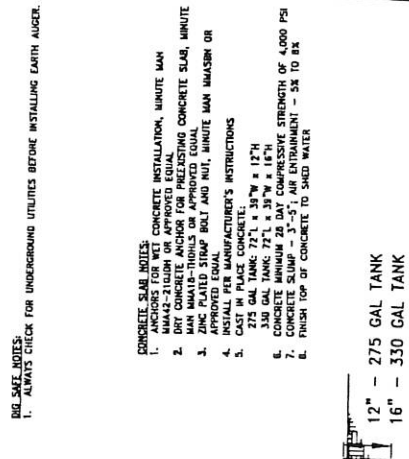 DIG SAFE NOTES:
1. ALWAYS CHECK FOR UNDERGROUND UTILITIES BEFORE INSTALLING EARTH AUGER.
CONCRETE SLAB NOTES:
1. ANCHORS FOR WET CONCRETE INSTALLATION, MINUTE MAN
OR APPROVED EQUAL
2. DRY CONCRETE ANCHOR FOR PREEXISTING CONCRETE SLAB, MINUTE
MAN OR APPROVED EQUAL
3. ZINC PLATED STRAP BOLT AND NUT, MINUTE MAN MMASBN OR
APPROVED EQUAL
4. INSTALL PER MANUFACTURER'S INSTRUCTIONS
5. CAST IN PLACE CONCRETE:
275 GAL TANK: 72"L x 39"W x 12"H
330 GAL TANK: 72"L x 39"W x 16"H
6. CONCRETE MINIMUM 28 DAY COMPRESSIVE STRENGTH OF 4,000 PSI
7. CONCRETE SLUMP - 3"-5"; AIR ENTRAINMENT - 5% TO 8%
8. FINISH TOP OF CONCRETE TO SHED WATER
12" - 275 GAL TANK
16" - 330 GAL TANK